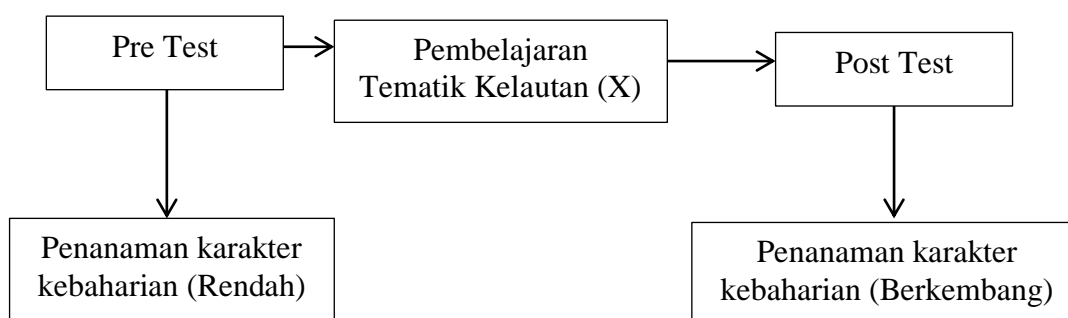 Pre Test
Pembelajaran
Tematik Kelautan (X)
Post Test
Penanaman karakter
kebaharian (Rendah)
Penanaman karakter
kebaharian (Berkembang)